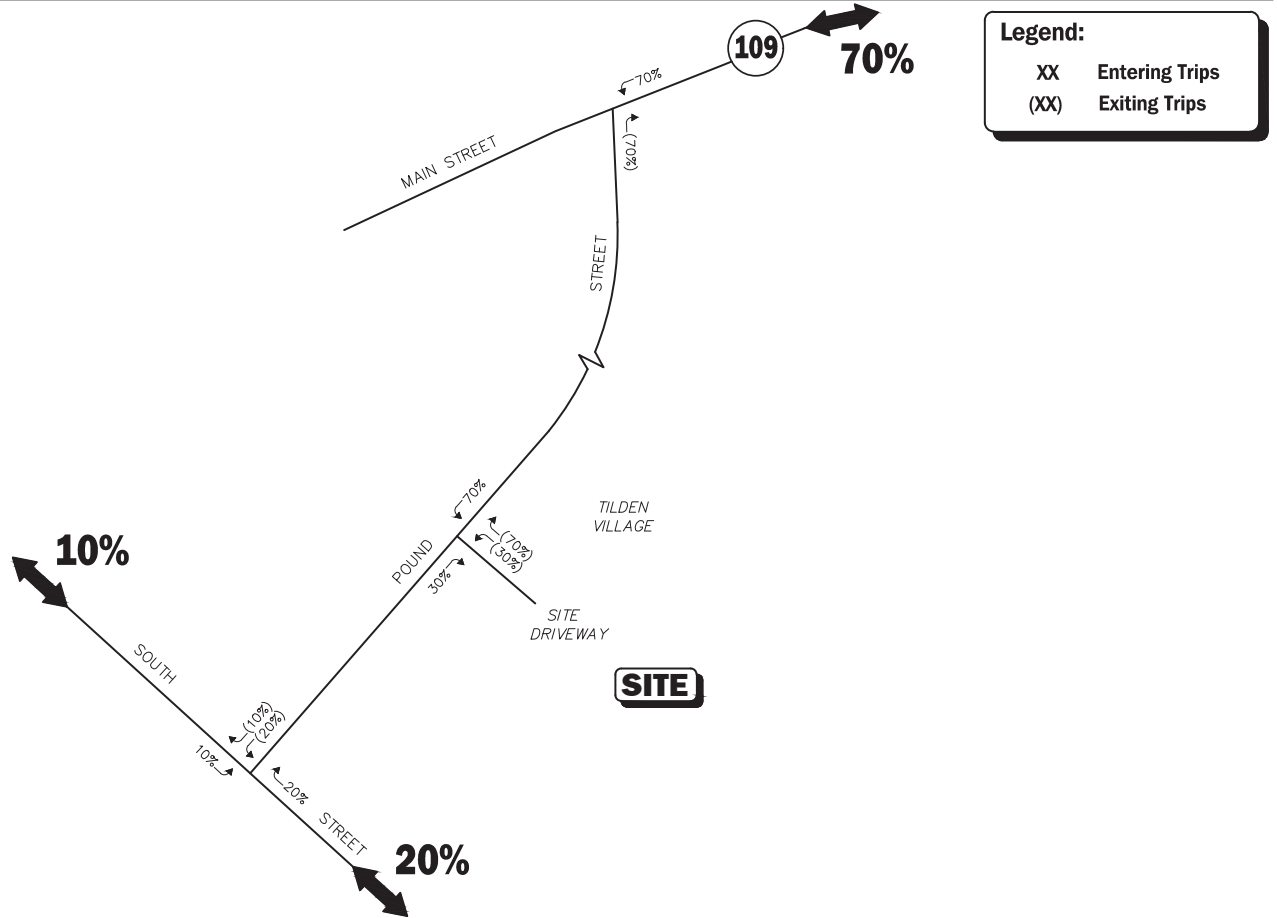 109
70%
Legend:
XX Entering Trips
(XX) Exiting Trips
70%
(70%)
MAIN STREET
STREET
70%
TILDEN
VILLAGE
(70%)
(30%)
POUND
30%
10%
SITE
DRIVEWAY
SOUTH
SITE
(10%)
(20%)
10%
20%
STREET
20%